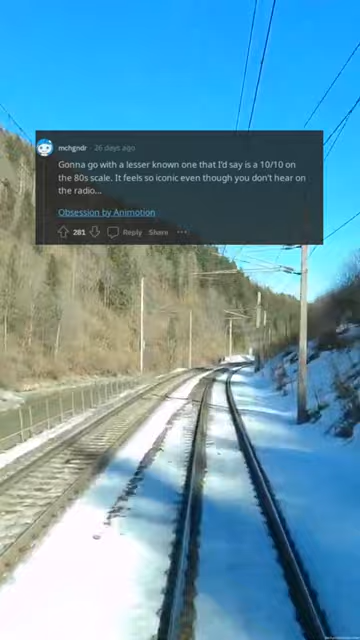 mchgndr · 26 days ago
Gonna go with a lesser known one that I'd say is a 10/10 on
the 80s scale. It feels so iconic even though you don't hear on
the radio...
Obsession by Animotion
281 Reply Share ...